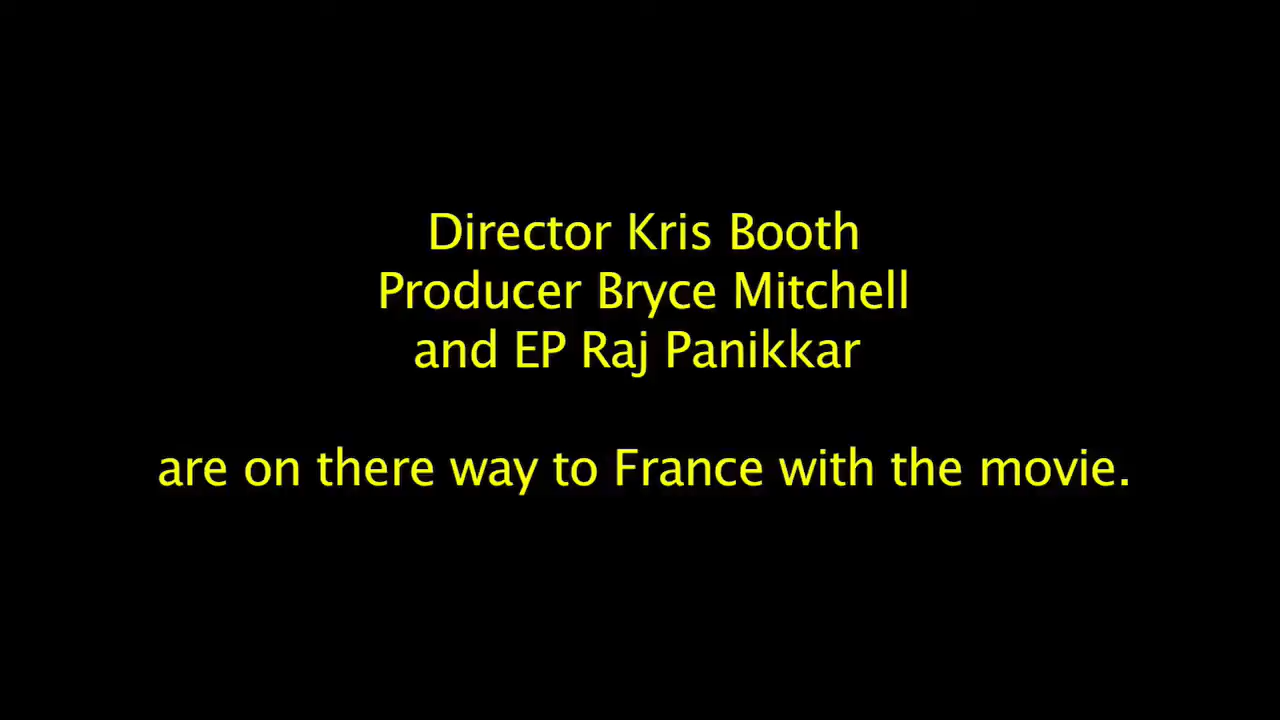 Director Kris Booth
Producer Bryce Mitchell
and EP Raj Panikkar
are on there way to France with the movie.